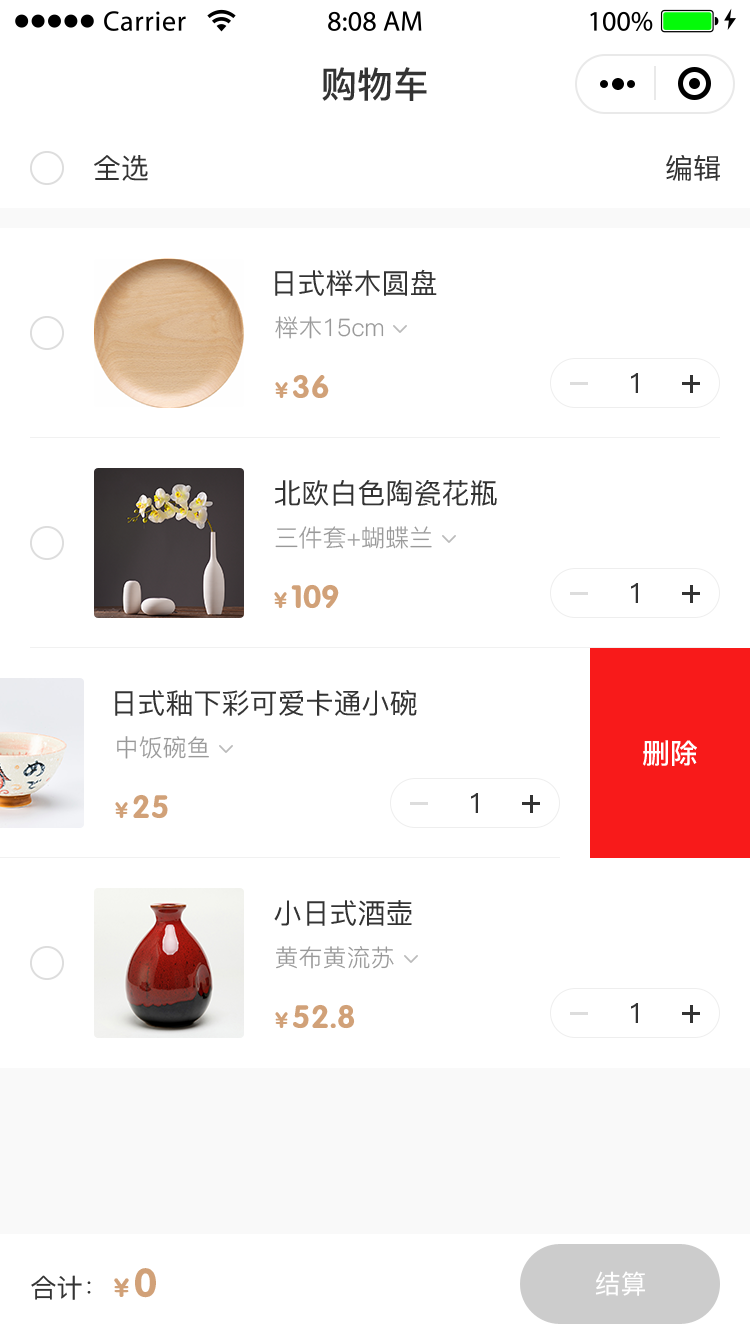 Carrier 8:08 AM 100%
购物车
全选 编辑
日式榉木圆盘
榉木15cm
¥36 1
北欧白色陶瓷花瓶
三件套+蝴蝶兰
¥109 1
日式釉下彩可爱卡通小碗
中饭碗鱼
¥25 1
删除
小日式酒壶
黄布黄流苏
¥52.8 1
合计：¥0 结算